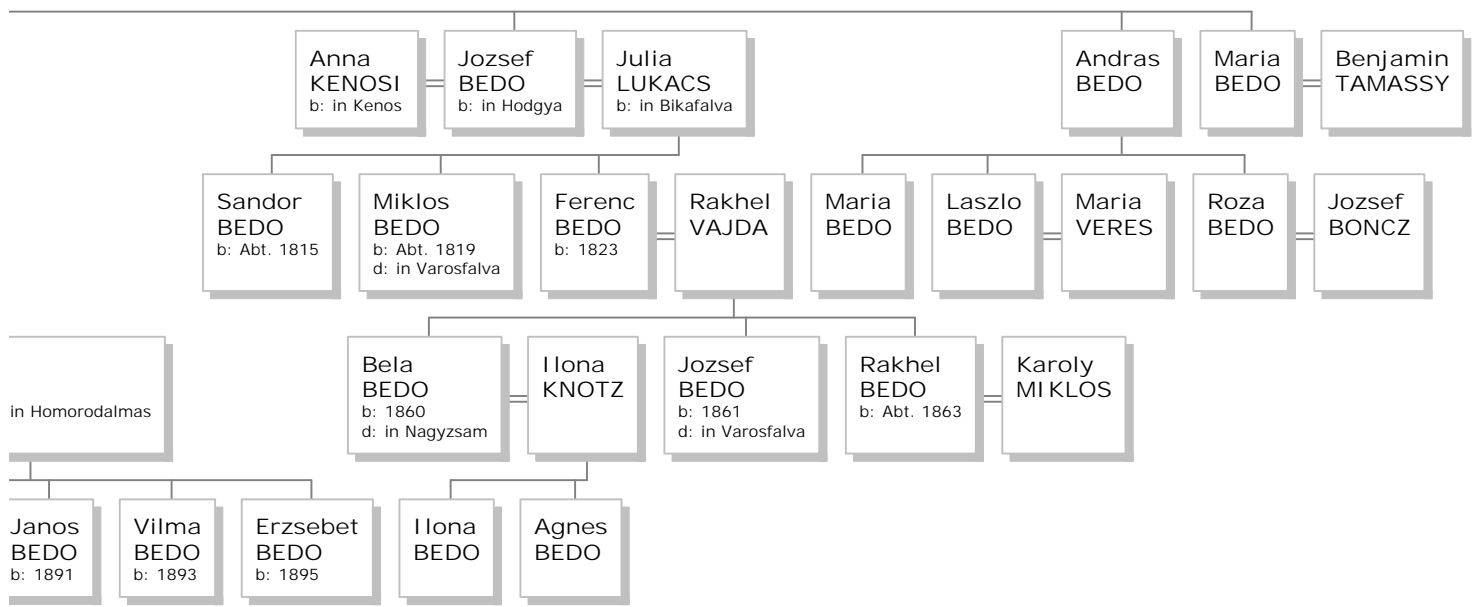 Anna
KENOSI
b: in Kenos
Jozsef
BEDO
b: in Hodgya
Julia
LUKACS
b: in Bikafalva
Andras
BEDO
Maria
BEDO
Benjamin
TAMASSY
Sandor
BEDO
b: Abt. 1815
Miklos
BEDO
b: Abt. 1819
d: in Varosfalva
Ferenc
BEDO
b: 1823
Rakhel
VAJDA
Maria
BEDO
Laszlo
BEDO
Maria
VERES
Roza
BEDO
Jozsef
BONCZ
in Homorodalmas
Bela
BEDO
b: 1860
d: in Nagyzsam
Ilona
KNOTZ
Jozsef
BEDO
b: 1861
d: in Varosfalva
Rakhel
BEDO
b: Abt. 1863
Karoly
MIKLOS
Janos
BEDO
b: 1891
Vilma
BEDO
b: 1893
Erzsebet
BEDO
b: 1895
Ilona
BEDO
Agnes
BEDO